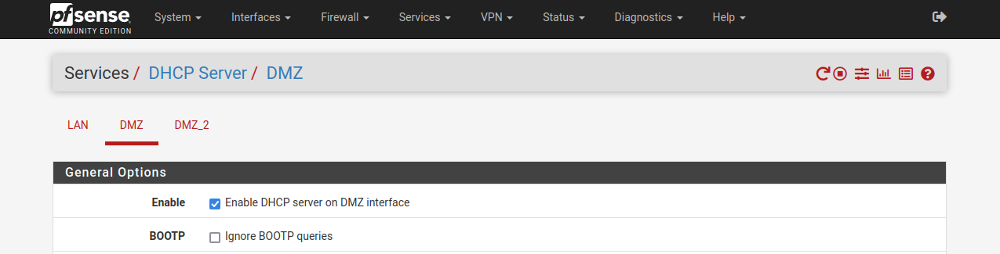 pfsense
COMMUNITY EDITION
System Interfaces Firewall Services VPN Status Diagnostics Help
Services / DHCP Server / DMZ
LAN DMZ DMZ_2
General Options
Enable Enable DHCP server on DMZ interface
BOOTP Ignore BOOTP queries